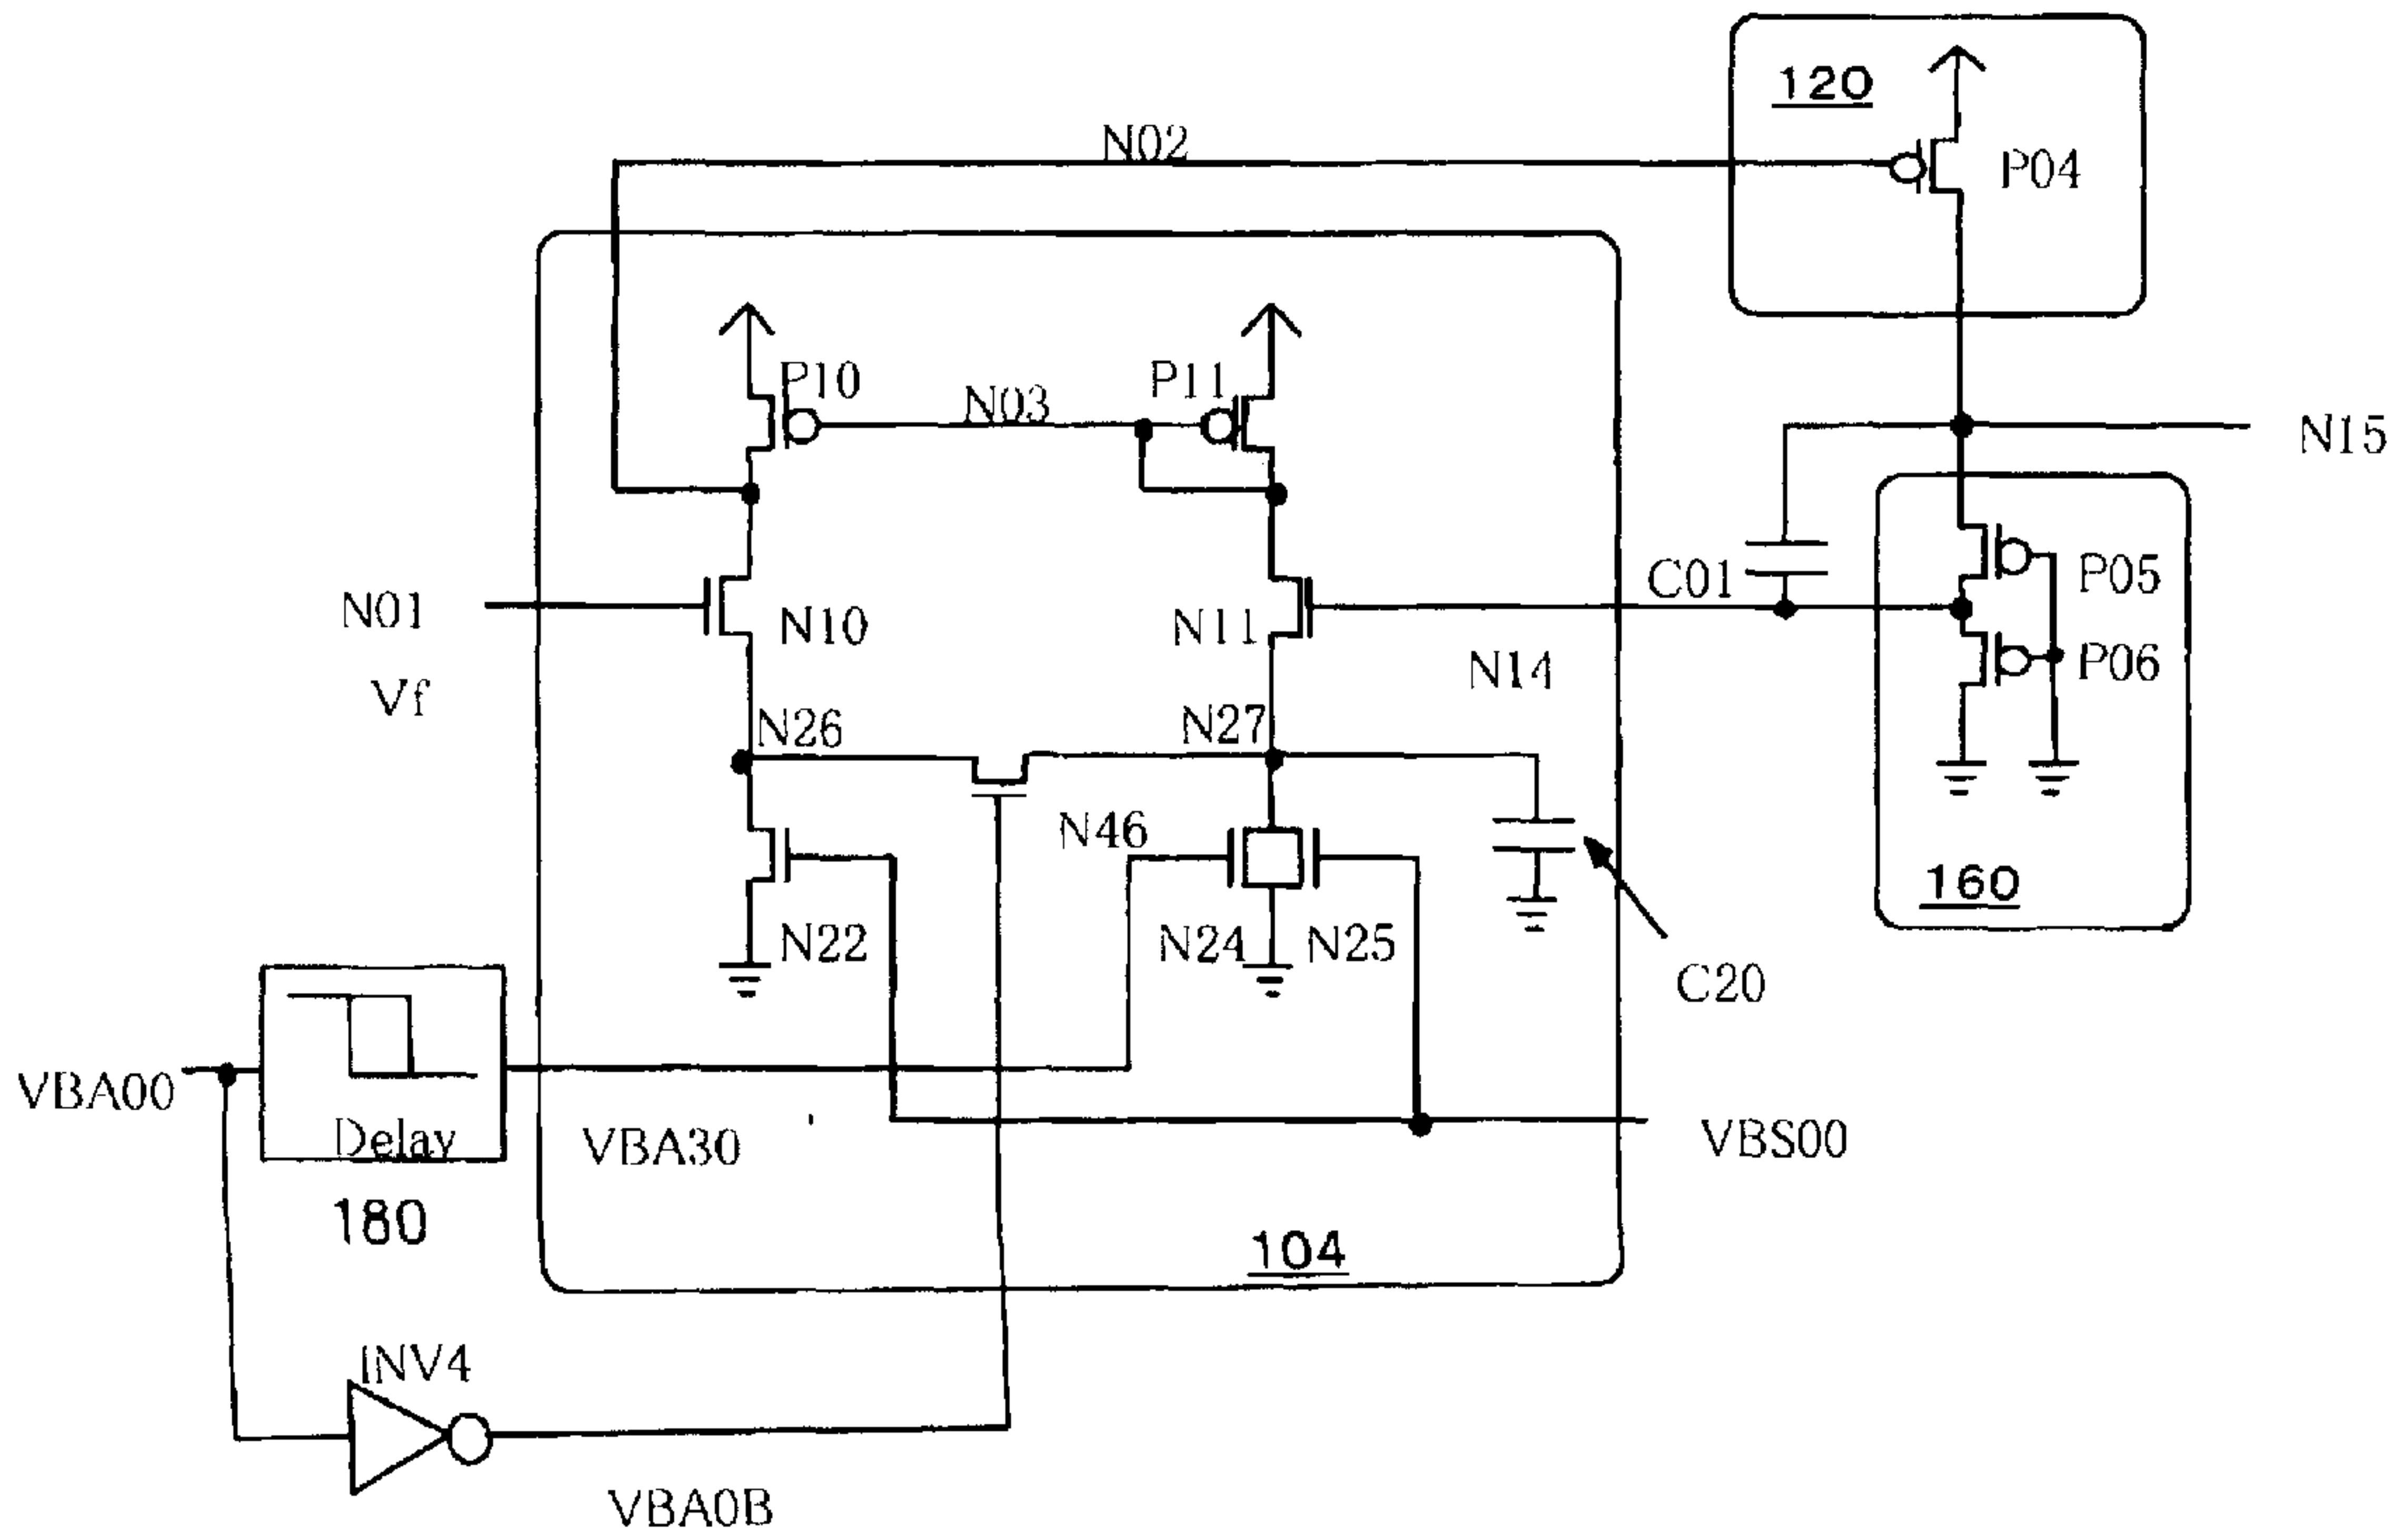 120
N02
P04
P10
N03
P11
N15
C01
P05
N01
N10
N11
N14
P06
Vf
N26
N27
N46
160
N22
N24
N25
C20
VBA00
Delay
VBA30
VBS00
180
104
INV4
VBA0B